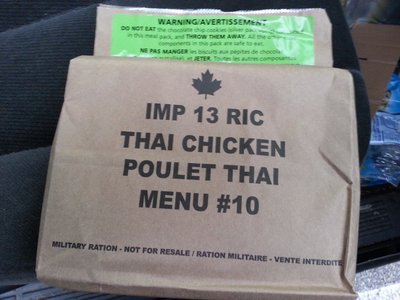 WARNING/AVERTISSEMENT
DO NOT EAT the chocolate chip cookies (silver pac
in this meal pack, and THROW THEM AWAY. All the
components in this pack are safe to eat.
NE PAS MANGER les biscuits aux pépites de chocolat
et JETER. Toutes les autres composantes
IMP 13 RIC
THAI CHICKEN
POULET THAI
MENU #10
MILITARY RATION - NOT FOR RESALE / RATION MILITAIRE - VENTE INTERDITE